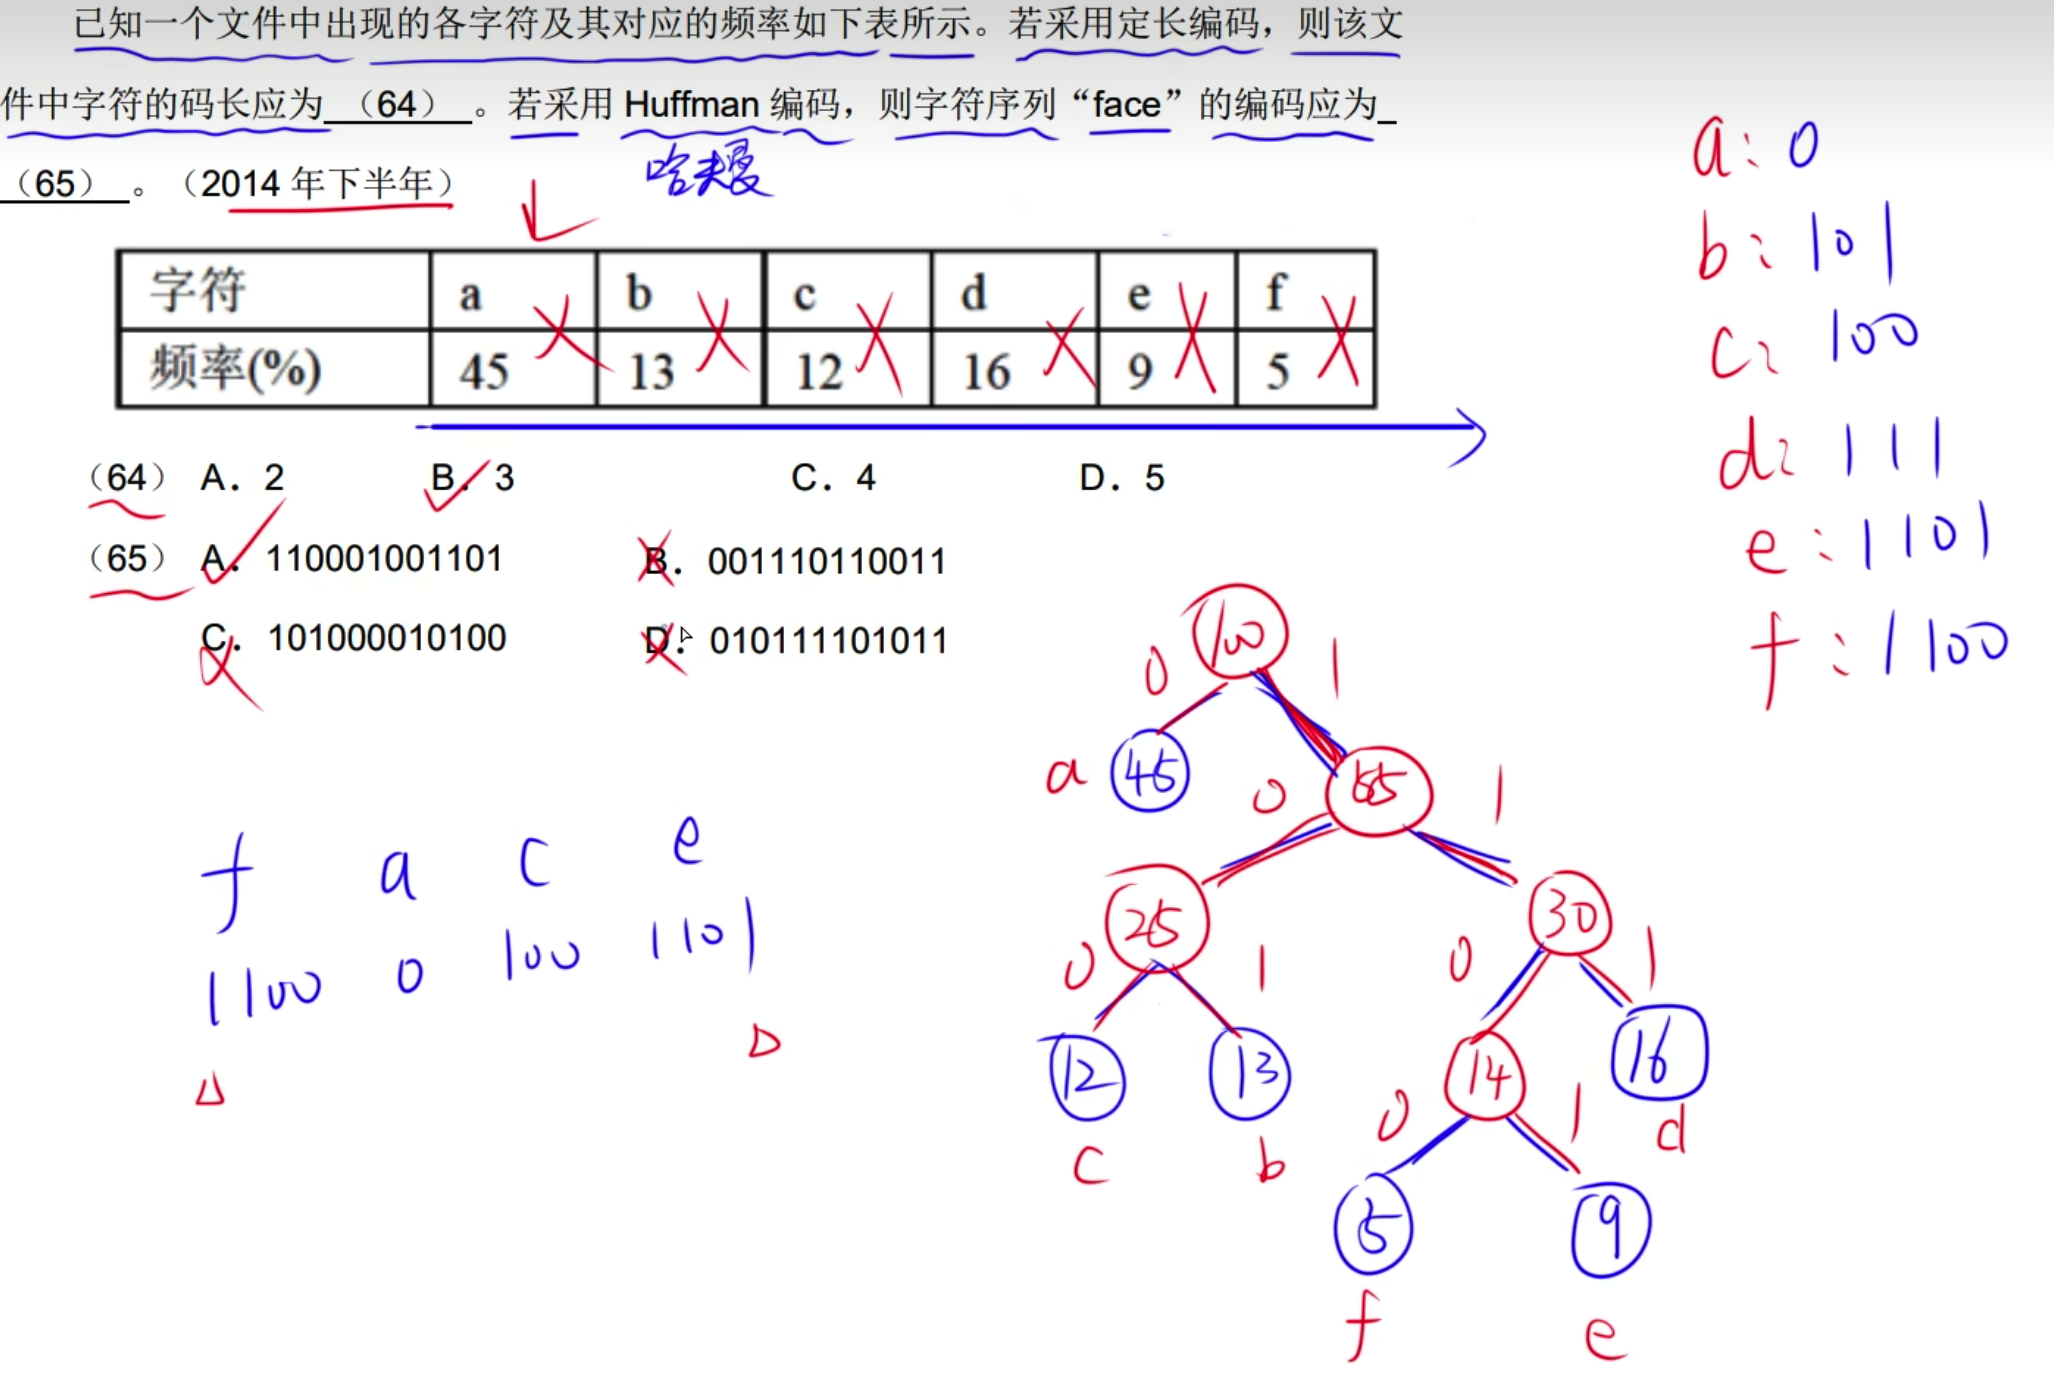 已知一个文件中出现的各字符及其对应的频率如下表所示。若采用定长编码，则该文
件中字符的码长应为（64）。若采用 Huffman 编码，则字符序列“face”的编码应为_
（65）。（2014 年下半年）
哈夫曼
字符 a b c d e f
频率(%) 45 13 12 16 9 5
（64） A. 2 B. 3 C. 4 D. 5
（65） A. 110001001101 B. 001110110011
C. 101000010100 D. 010111101011
a: 0
b: 101
c: 100
d: 111
e: 1101
f: 1100
f a c e
1100 0 100 1101
100
0 1
a 45 55
0 1
25 30
0 1 0 1
12 13 14 16
c b 0 1 d
5 9
f e